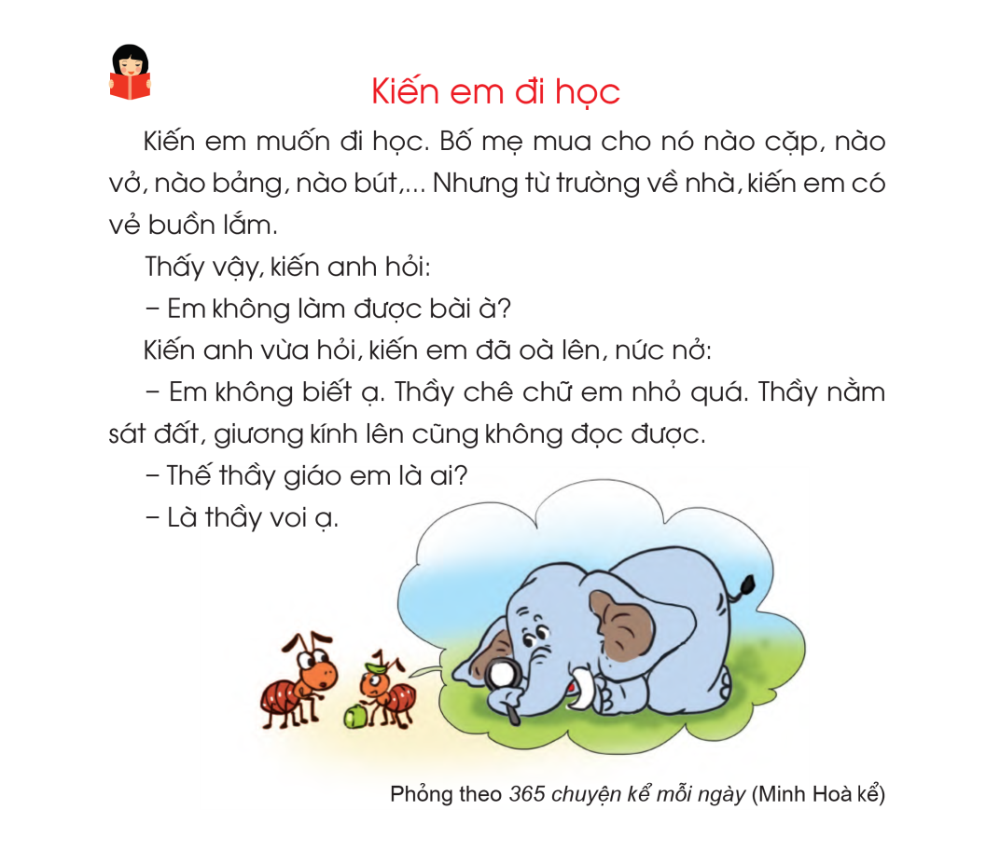 Kiến em đi học
Kiến em muốn đi học. Bố mẹ mua cho nó nào cặp, nào
vở, nào bảng, nào bút,... Nhưng từ trường về nhà, kiến em có
vẻ buồn lắm.
Thấy vậy, kiến anh hỏi:
– Em không làm được bài à?
Kiến anh vừa hỏi, kiến em đã oà lên, nức nở:
– Em không biết ạ. Thầy chê chữ em nhỏ quá. Thầy nằm
sát đất, giương kính lên cũng không đọc được.
– Thế thầy giáo em là ai?
– Là thầy voi ạ.
Phỏng theo 365 chuyện kể mỗi ngày (Minh Hoà kể)